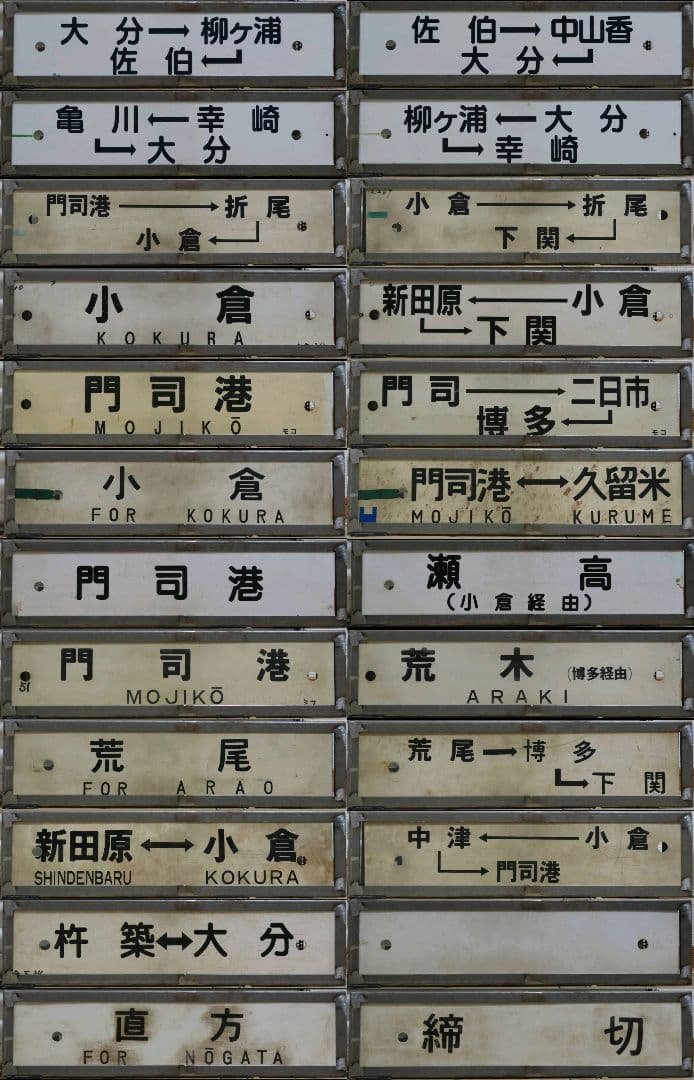 大分→柳ヶ浦
佐伯↵
佐伯→中山香
大分↵
亀川←幸崎
↳大分
柳ヶ浦←大分
↳幸崎
門司港→折尾
小倉↵
小倉→折尾
下関↵
小倉
KOKURA
新田原←小倉
↳下関
門司港
MOJIKŌ
モコ
門司→二日市
博多↵
モコ
小倉
FOR KOKURA
門司港↔久留米
MOJIKŌ KURUME
門司港
瀬高
(小倉経由)
門司港
51
MOJIKŌ
荒木(博多経由)
ARAKI
荒尾
FOR ARAO
荒尾→博多
↳下関
新田原↔小倉
SHINDENBARU KOKURA
中津←小倉
↳門司港
杵築↔大分
直方
FOR NŌGATA
締切